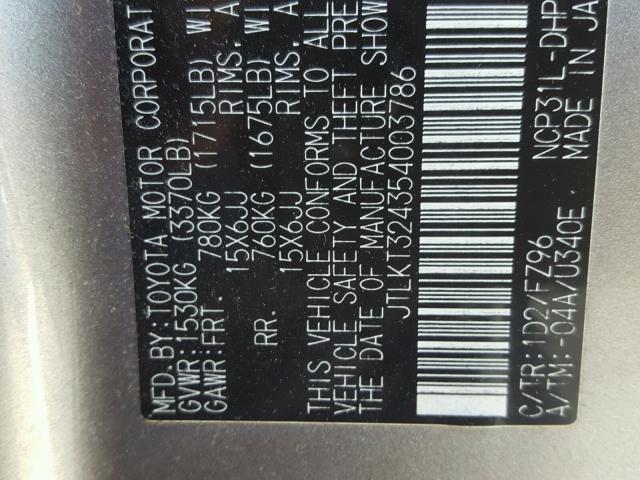 MFD.BY:TOYOTA MOTOR CORPORAT
GVWR:1530KG (3370LB)
GAWR:FRT. 780KG (1715LB) WI
15X6JJ RIMS, A
RR. 760KG (1675LB) WI
15X6JJ RIMS, A
THIS VEHICLE CONFORMS TO ALL
VEHICLE SAFETY AND THEFT PRE
THE DATE OF MANUFACTURE SHOW
JTLKT324354003786
C/TR:1D2/FZ96 NCP31L-DHP
A/TM:-04A/U340E MADE IN JA